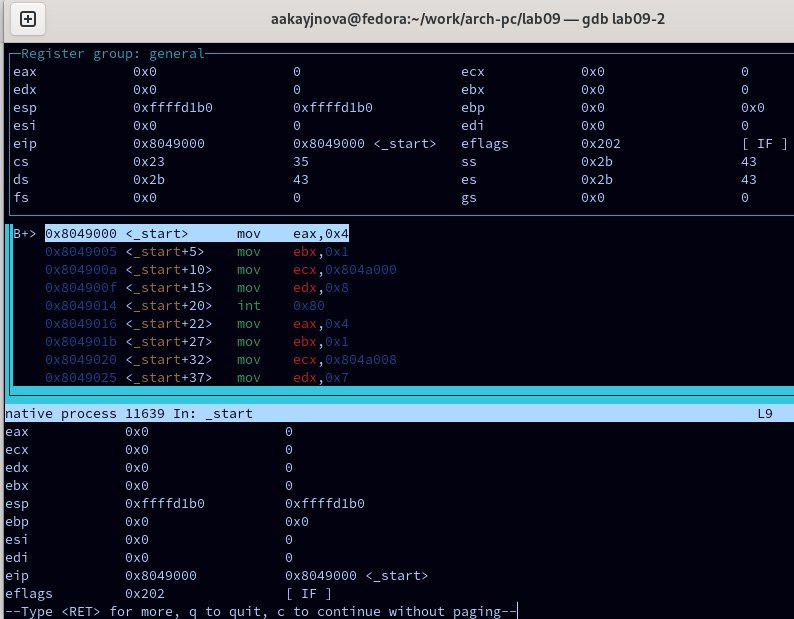 aakayjnova@fedora:~/work/arch-pc/lab09 — gdb lab09-2
Register group: general
eax 0x0 0 ecx 0x0 0
edx 0x0 0 ebx 0x0 0
esp 0xffffd1b0 0xffffd1b0 ebp 0x0 0x0
esi 0x0 0 edi 0x0 0
eip 0x8049000 0x8049000 <_start> eflags 0x202 [ IF ]
cs 0x23 35 ss 0x2b 43
ds 0x2b 43 es 0x2b 43
fs 0x0 0 gs 0x0 0
B+> 0x8049000 <_start> mov eax,0x4
0x8049005 <_start+5> mov ebx,0x1
0x804900a <_start+10> mov ecx,0x804a000
0x804900f <_start+15> mov edx,0x8
0x8049014 <_start+20> int 0x80
0x8049016 <_start+22> mov eax,0x4
0x804901b <_start+27> mov ebx,0x1
0x8049020 <_start+32> mov ecx,0x804a008
0x8049025 <_start+37> mov edx,0x7
native process 11639 In: _start L9
eax 0x0 0
ecx 0x0 0
edx 0x0 0
ebx 0x0 0
esp 0xffffd1b0 0xffffd1b0
ebp 0x0 0x0
esi 0x0 0
edi 0x0 0
eip 0x8049000 0x8049000 <_start>
eflags 0x202 [ IF ]
--Type <RET> for more, q to quit, c to continue without paging--